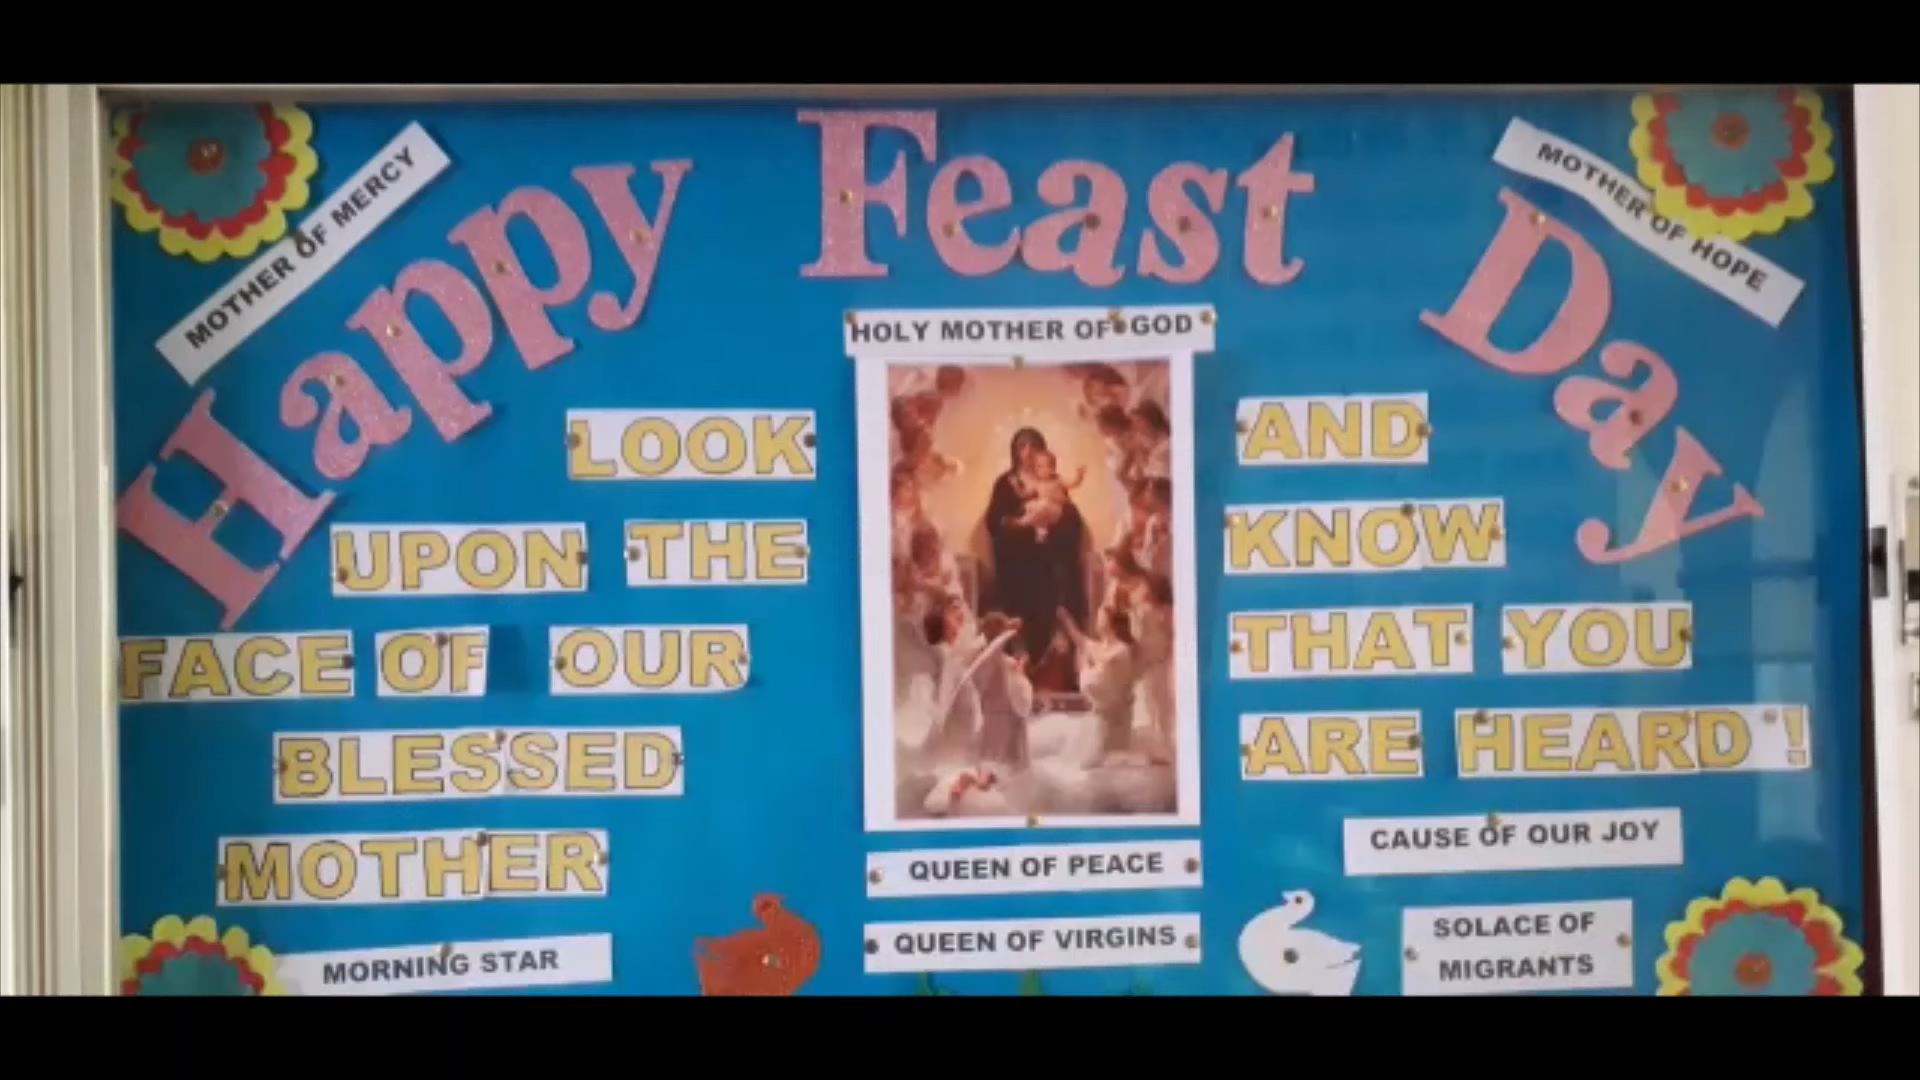 Happy Feast Day
MOTHER OF MERCY
MOTHER OF HOPE
HOLY MOTHER OF GOD
LOOK
UPON THE
FACE OF OUR
BLESSED
MOTHER
AND
KNOW
THAT YOU
ARE HEARD!
MORNING STAR
QUEEN OF PEACE
QUEEN OF VIRGINS
CAUSE OF OUR JOY
SOLACE OF
MIGRANTS